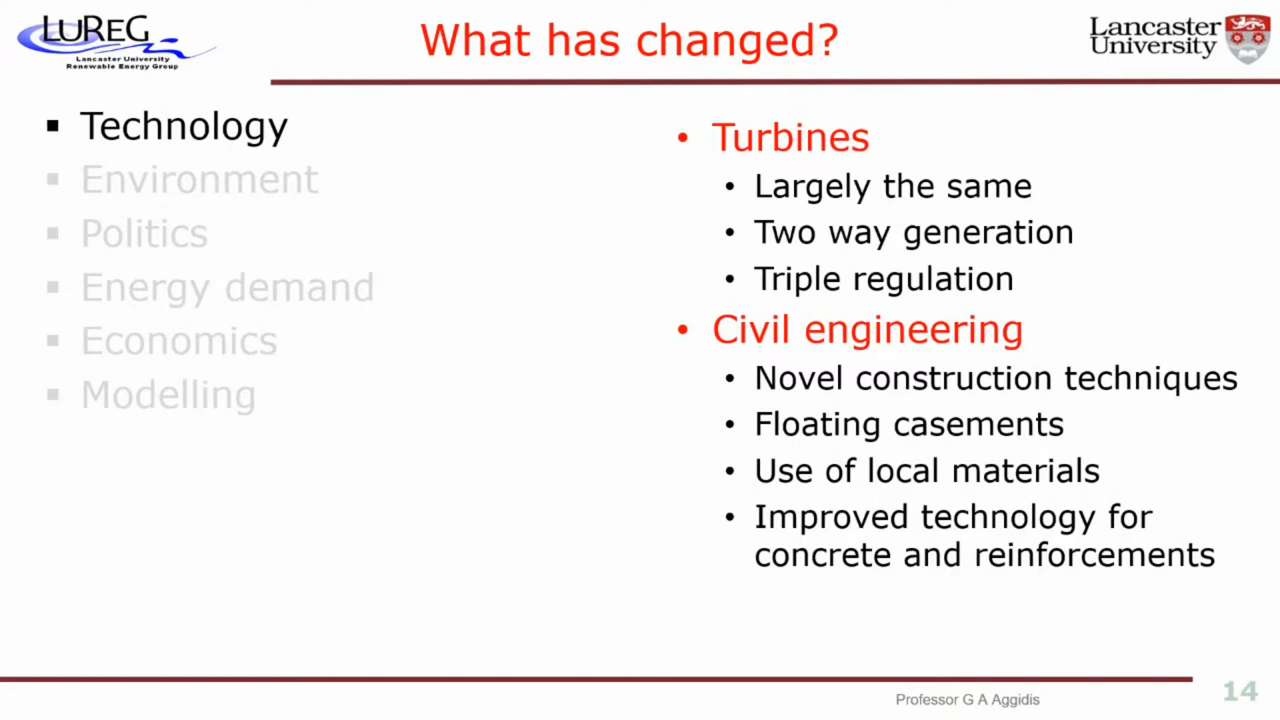 LUREG
Lancaster University
Renewable Energy Group
What has changed?
Lancaster
University
▪ Technology
▪ Environment
▪ Politics
▪ Energy demand
▪ Economics
▪ Modelling
• Turbines
• Largely the same
• Two way generation
• Triple regulation
• Civil engineering
• Novel construction techniques
• Floating casements
• Use of local materials
• Improved technology for
concrete and reinforcements
Professor G A Aggidis
14